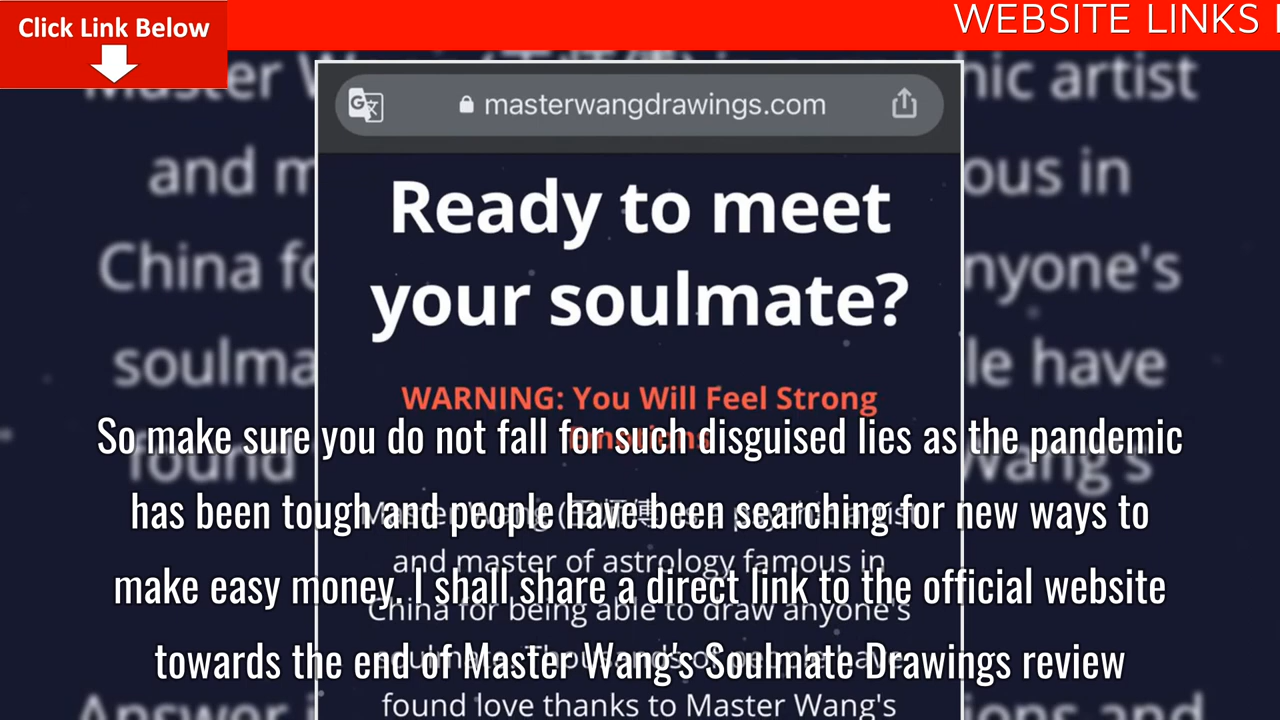 Click Link Below
WEBSITE LINKS
masterwangdrawings.com
Ready to meet
your soulmate?
WARNING: You Will Feel Strong
So make sure you do not fall for such disguised lies as the pandemic
has been tough and people have been searching for new ways to
make easy money. I shall share a direct link to the official website
towards the end of Master Wang's Soulmate Drawings review
and master of astrology famous in
China for being able to draw anyone's
found love thanks to Master Wang's